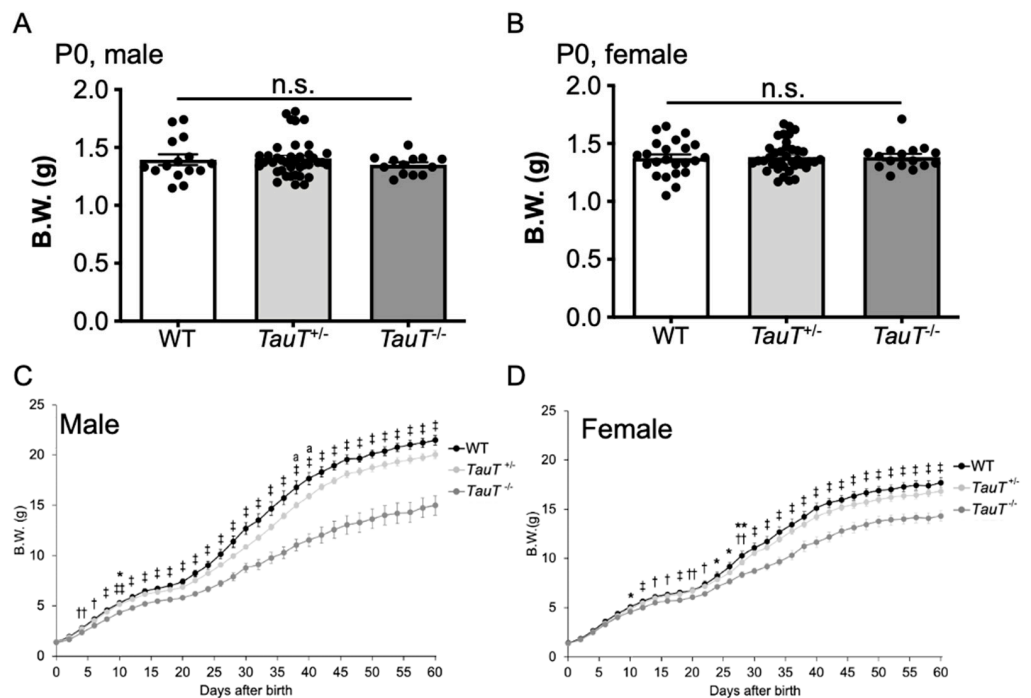 A
P0, male
n.s.
2.0
1.5
1.0
0.5
0.0
B.W. (g)
WT
TauT+/-
TauT-/-
B
P0, female
n.s.
2.0
1.5
1.0
0.5
0.0
B.W. (g)
WT
TauT+/-
TauT-/-
C
Male
25
20
15
10
5
0
B.W. (g)
a a
WT
TauT +/-
TauT -/-
0 5 10 15 20 25 30 35 40 45 50 55 60
Days after birth
D
Female
25
20
15
10
5
0
B.W. (g)
WT
TauT+/-
TauT-/-
0 5 10 15 20 25 30 35 40 45 50 55 60
Days after birth